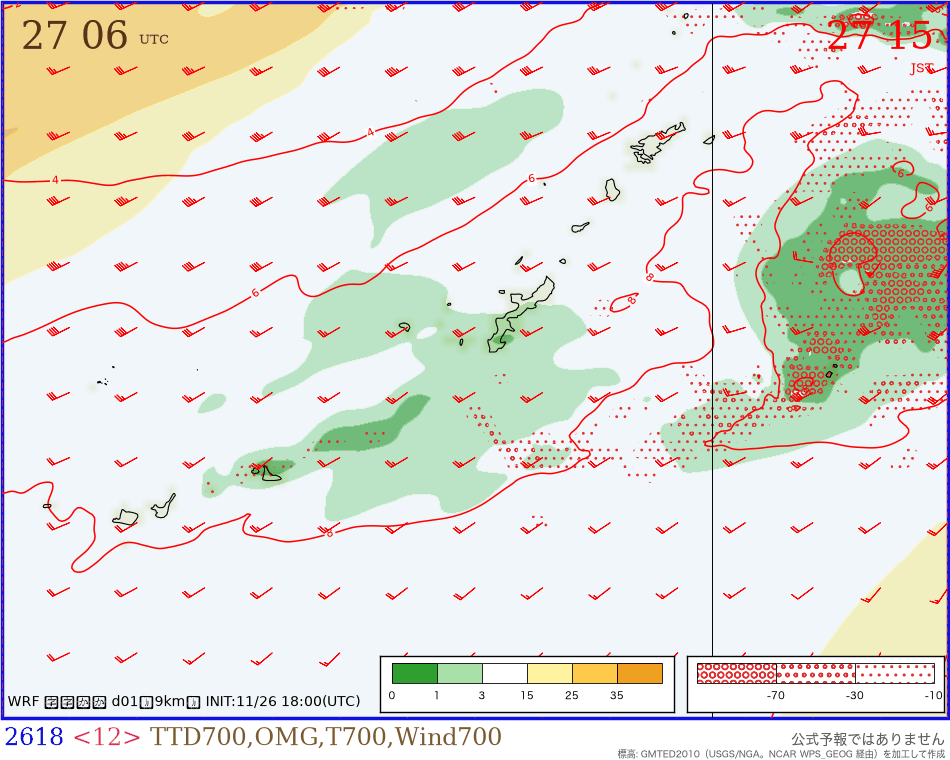 27 06 UTC
27 15
JST
4
4
6
6
6
6
8
8
8
0 1 3 15 25 35
-70 -30 -10
WRF d01 9km INIT:11/26 18:00(UTC)
2618 <12> TTD700,OMG,T700,Wind700
公式予報ではありません
標高: GMTED2010（USGS/NGA。NCAR WPS_GEOG 経由）を加工して作成